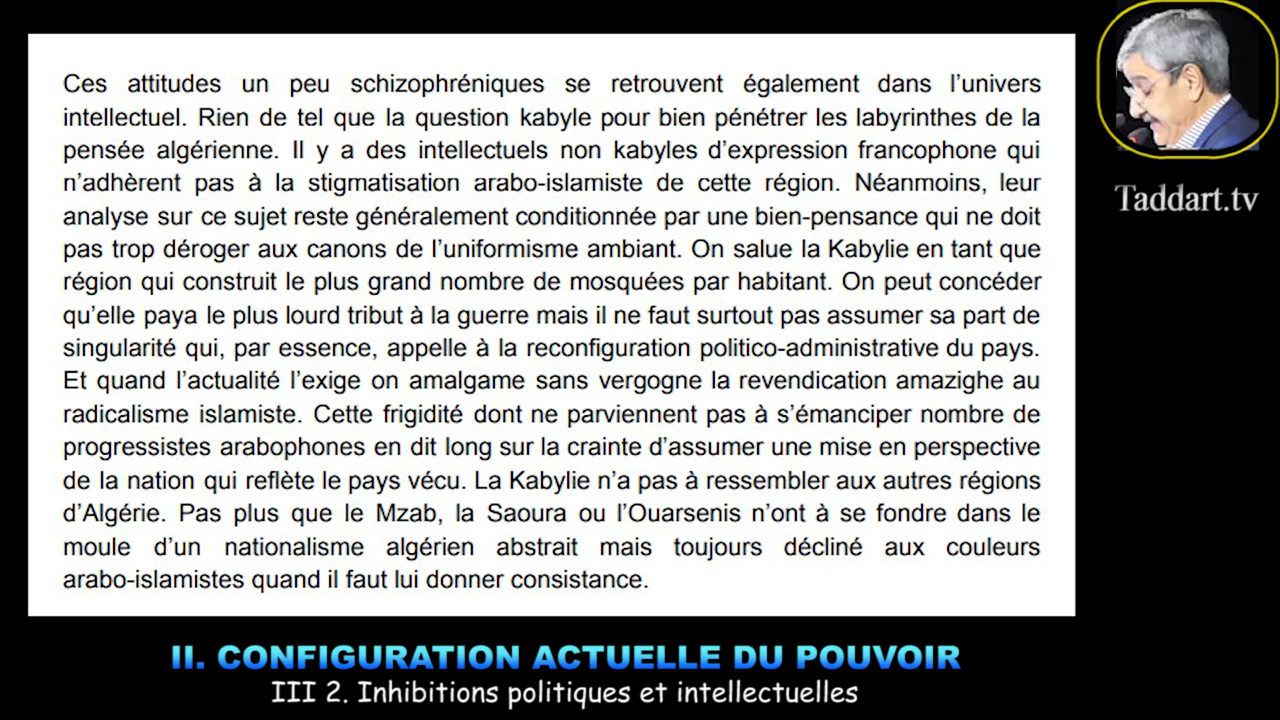 Ces attitudes un peu schizophréniques se retrouvent également dans l’univers
intellectuel. Rien de tel que la question kabyle pour bien pénétrer les labyrinthes de la
pensée algérienne. Il y a des intellectuels non kabyles d’expression francophone qui
n’adhèrent pas à la stigmatisation arabo-islamiste de cette région. Néanmoins, leur
analyse sur ce sujet reste généralement conditionnée par une bien-pensance qui ne doit
pas trop déroger aux canons de l’uniformisme ambiant. On salue la Kabylie en tant que
région qui construit le plus grand nombre de mosquées par habitant. On peut concéder
qu’elle paya le plus lourd tribut à la guerre mais il ne faut surtout pas assumer sa part de
singularité qui, par essence, appelle à la reconfiguration politico-administrative du pays.
Et quand l’actualité l’exige on amalgame sans vergogne la revendication amazighe au
radicalisme islamiste. Cette frigidité dont ne parviennent pas à s’émanciper nombre de
progressistes arabophones en dit long sur la crainte d’assumer une mise en perspective
de la nation qui reflète le pays vécu. La Kabylie n’a pas à ressembler aux autres régions
d’Algérie. Pas plus que le Mzab, la Saoura ou l’Ouarsenis n’ont à se fondre dans le
moule d’un nationalisme algérien abstrait mais toujours décliné aux couleurs
arabo-islamistes quand il faut lui donner consistance.
Taddart.tv
II. CONFIGURATION ACTUELLE DU POUVOIR
III 2. Inhibitions politiques et intellectuelles